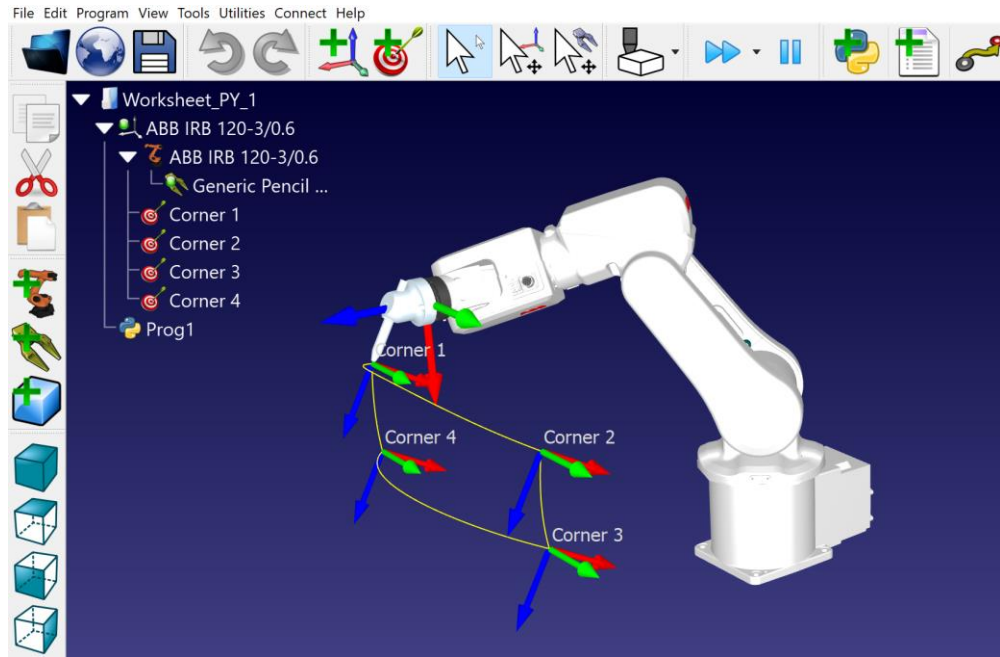 File Edit Program View Tools Utilities Connect Help
Worksheet_PY_1
ABB IRB 120-3/0.6
ABB IRB 120-3/0.6
Generic Pencil ...
Corner 1
Corner 2
Corner 3
Corner 4
Prog1
Corner 1
Corner 4
Corner 2
Corner 3